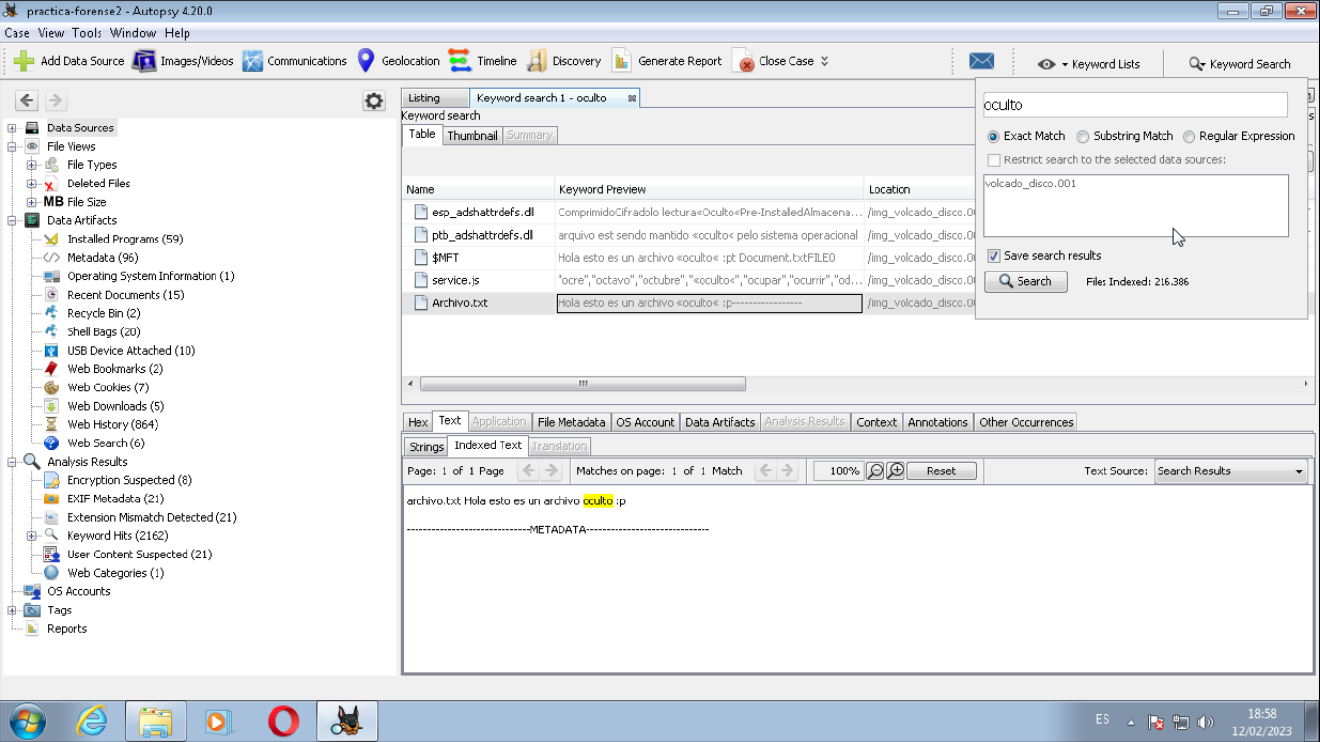 practica-forense2 - Autopsy 4.20.0
Case View Tools Window Help
Add Data Source Images/Videos Communications Geolocation Timeline Discovery Generate Report Close Case Keyword Lists Keyword Search
Listing Keyword search 1 - oculto
Keyword search
Table Thumbnail Summary
oculto
Exact Match Substring Match Regular Expression
Restrict search to the selected data sources:
volcado_disco.001
Save search results
Search Files Indexed: 216.386
Name Keyword Preview Location
esp_adshattrdefs.dll ComprimidoCifradolo lectura«Oculto«Pre-InstalledAlmacena... /img_volcado_disco.00
ptb_adshattrdefs.dll arquivo est sendo mantido «oculto« pelo sistema operacional /img_volcado_disco.00
$MFT Hola esto es un archivo «oculto« :pt Document.txtFILE0 /img_volcado_disco.00
service.js "ocre","octavo","octubre","«oculto«","ocupar","ocurrir","od... /img_volcado_disco.00
Archivo.txt Hola esto es un archivo «oculto« :p---------------- /img_volcado_disco.00
Data Sources
File Views
File Types
Deleted Files
MB File Size
Data Artifacts
Installed Programs (59)
Metadata (96)
Operating System Information (1)
Recent Documents (15)
Recycle Bin (2)
Shell Bags (20)
USB Device Attached (10)
Web Bookmarks (2)
Web Cookies (7)
Web Downloads (5)
Web History (864)
Web Search (6)
Analysis Results
Encryption Suspected (8)
EXIF Metadata (21)
Extension Mismatch Detected (21)
Keyword Hits (2162)
User Content Suspected (21)
Web Categories (1)
OS Accounts
Tags
Reports
Hex Text Application File Metadata OS Account Data Artifacts Analysis Results Context Annotations Other Occurrences
Strings Indexed Text Translation
Page: 1 of 1 Page Matches on page: 1 of 1 Match 100% Reset Text Source: Search Results
archivo.txt Hola esto es un archivo oculto :p
------------------------------METADATA------------------------------
ES 18:58
12/02/2023